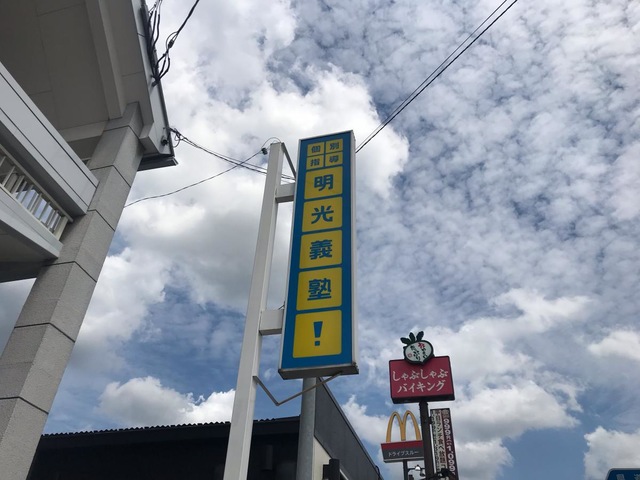 個別
指導
明光義塾!
しゃぶしゃぶ
バイキング
ドライブスルー